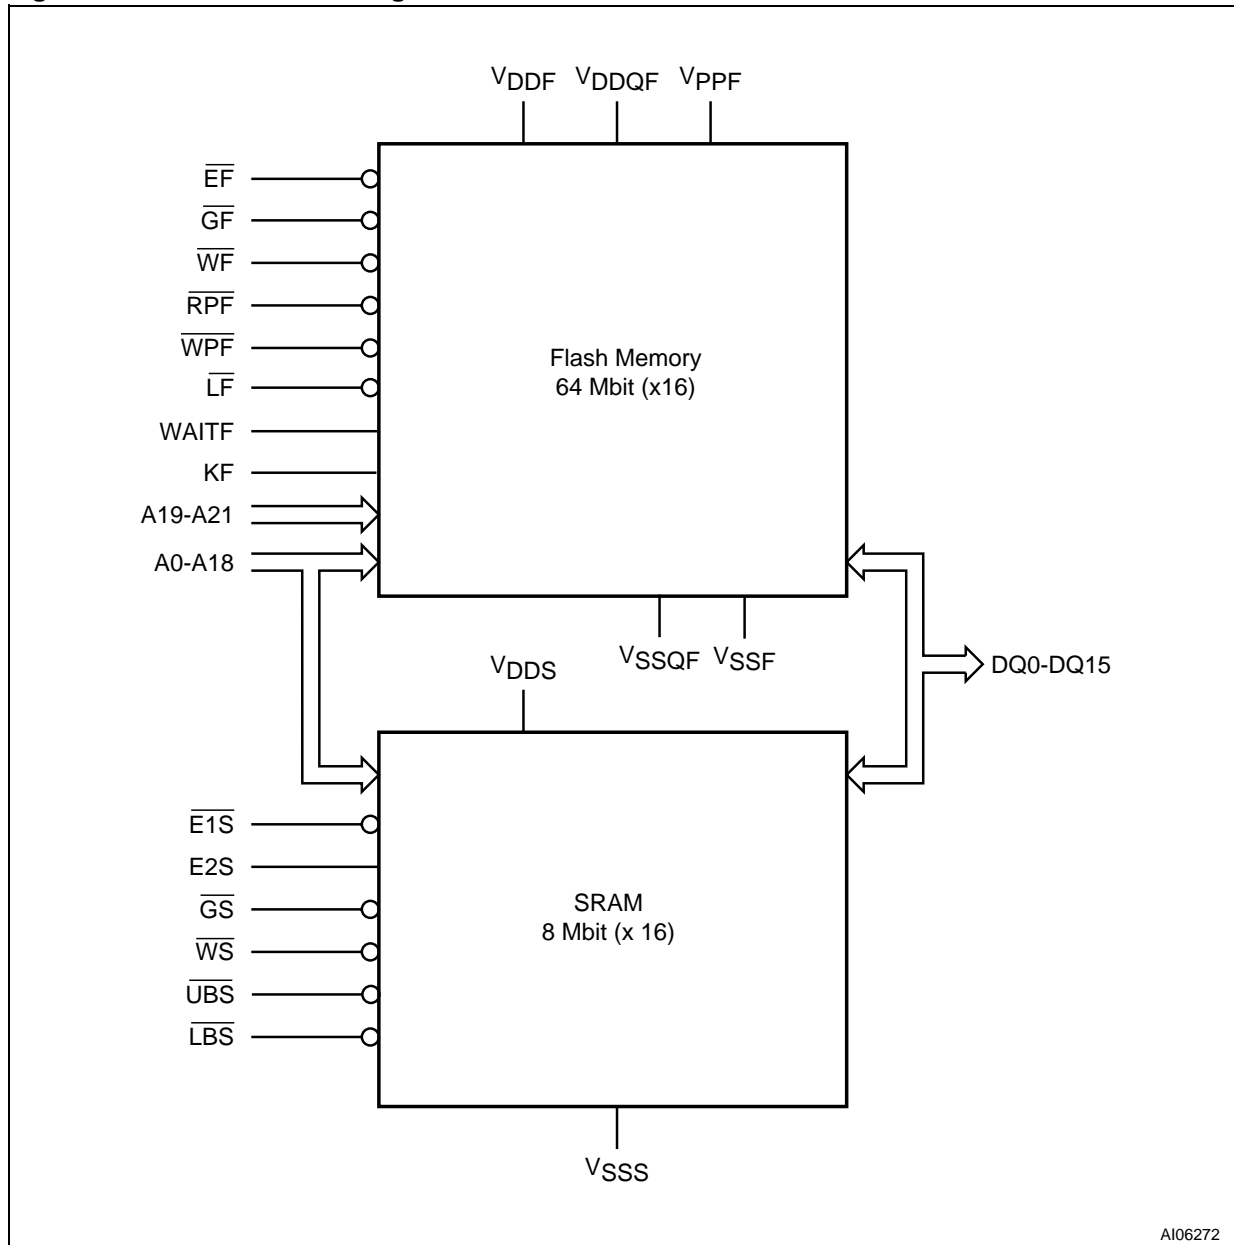 VDDF VDDQF VPPF
EF
GF
WF
RPF
WPF
LF
WAITF
KF
A19-A21
A0-A18
Flash Memory
64 Mbit (x16)
VSSQF VSSF
VDDS
DQ0-DQ15
E1S
E2S
GS
WS
UBS
LBS
SRAM
8 Mbit (x 16)
VSSS
AI06272